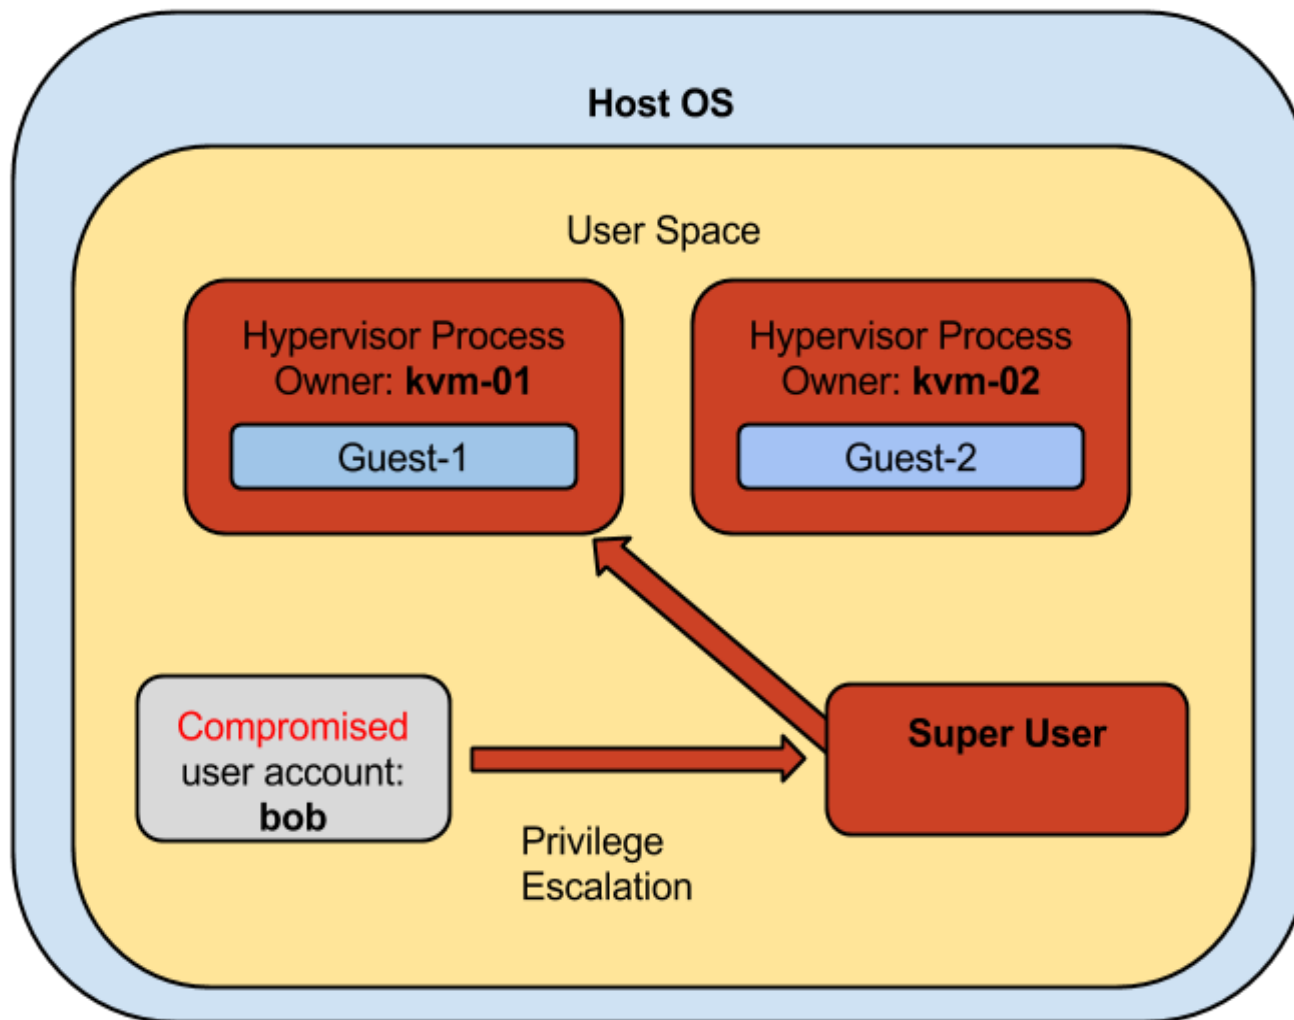 Host OS
User Space
Hypervisor Process
Owner: kvm-01
Guest-1
Hypervisor Process
Owner: kvm-02
Guest-2
Compromised
user account:
bob
Privilege
Escalation
Super User